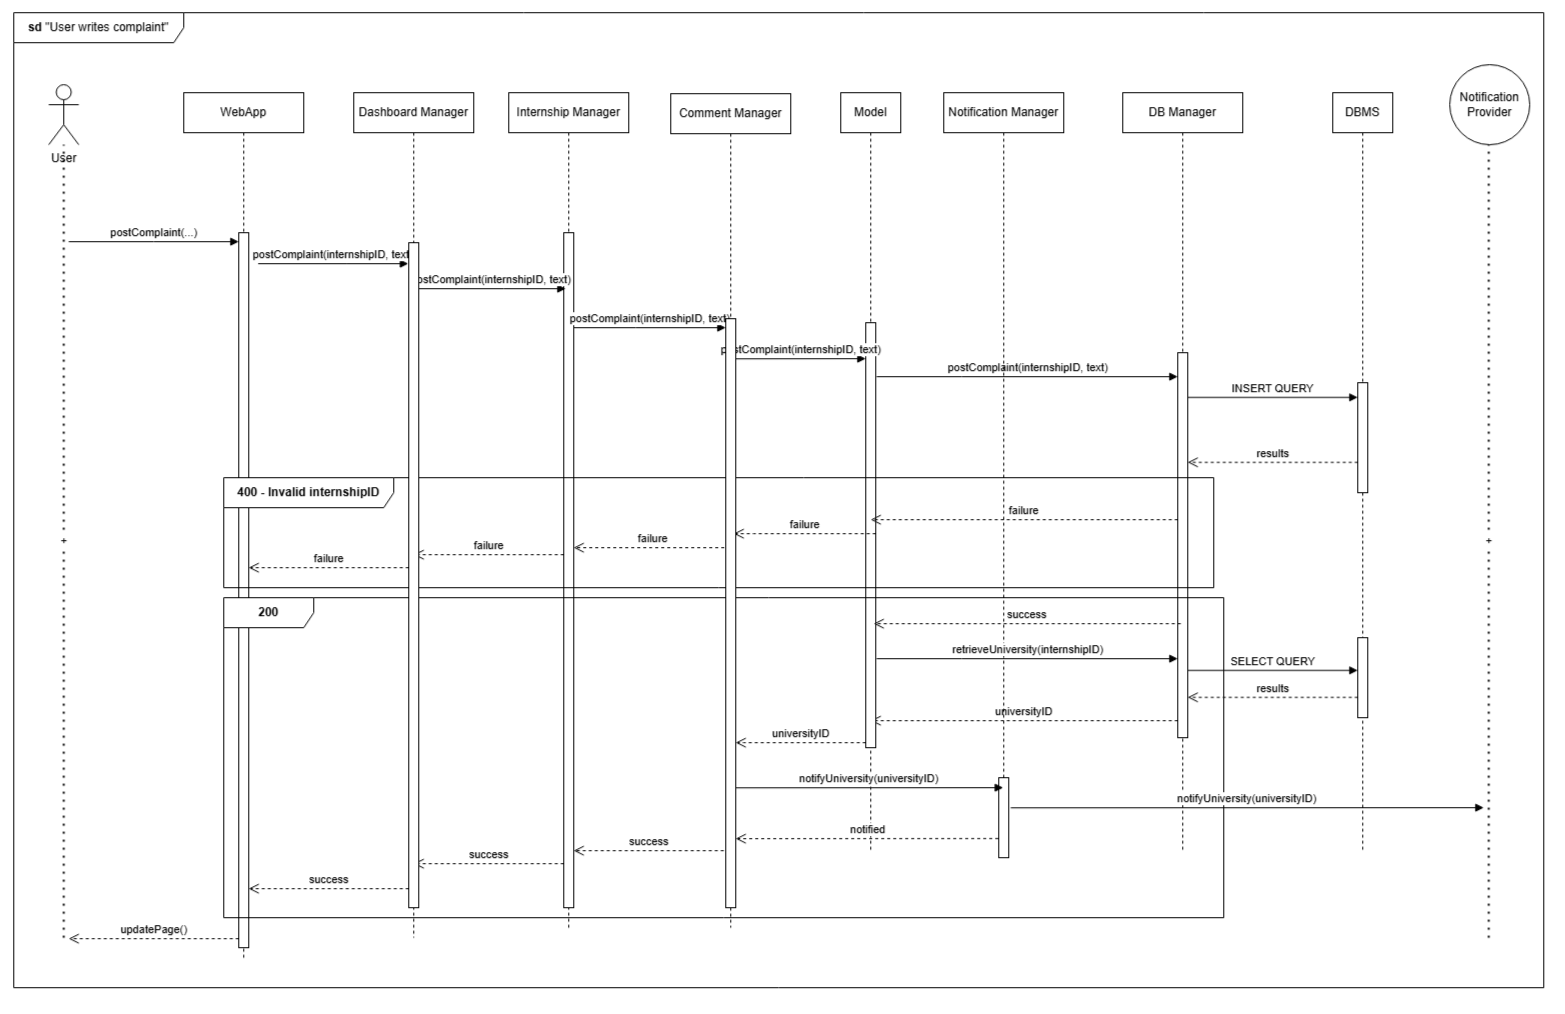 sd "User writes complaint"
User
WebApp
Dashboard Manager
Internship Manager
Comment Manager
Model
Notification Manager
DB Manager
DBMS
Notification
Provider
postComplaint(...)
postComplaint(internshipID, text
ostComplaint(internshipID, text)
postComplaint(internshipID, text)
postComplaint(internshipID, text)
postComplaint(internshipID, text)
INSERT QUERY
results
400 - Invalid internshipID
failure
failure
failure
failure
failure
200
success
retrieveUniversity(internshipID)
SELECT QUERY
results
universityID
universityID
notifyUniversity(universityID)
notifyUniversity(universityID)
notified
success
success
success
updatePage()